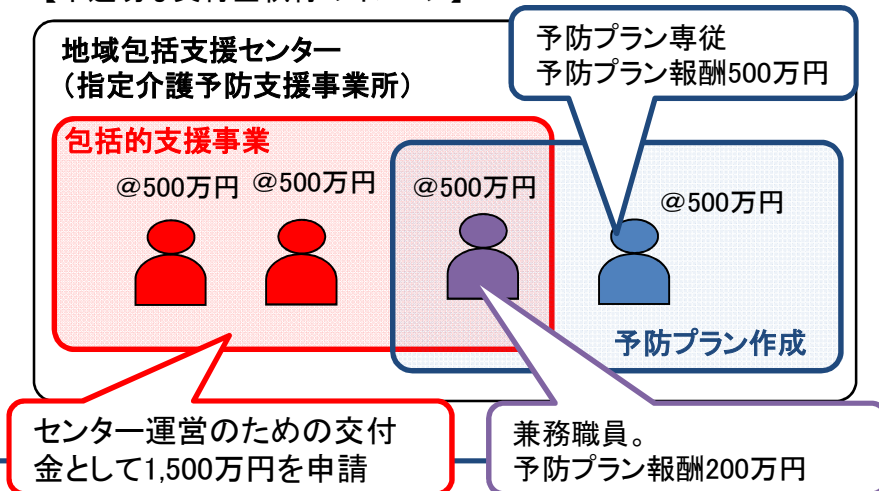 地域包括支援センター
（指定介護予防支援事業所）
予防プラン専従
予防プラン報酬500万円
包括的支援事業
＠500万円
＠500万円
＠500万円
＠500万円
予防プラン作成
センター運営のための交付
金として1,500万円を申請
兼務職員。
予防プラン報酬200万円